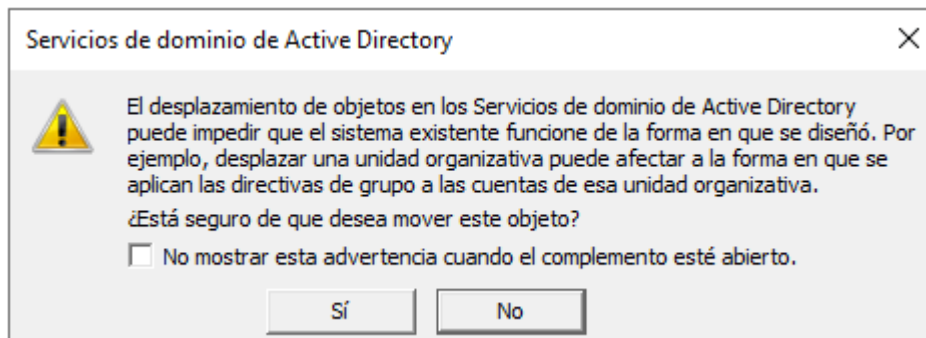 Servicios de dominio de Active Directory
El desplazamiento de objetos en los Servicios de dominio de Active Directory
puede impedir que el sistema existente funcione de la forma en que se diseñó. Por
ejemplo, desplazar una unidad organizativa puede afectar a la forma en que se
aplican las directivas de grupo a las cuentas de esa unidad organizativa.
¿Está seguro de que desea mover este objeto?
No mostrar esta advertencia cuando el complemento esté abierto.
Sí No